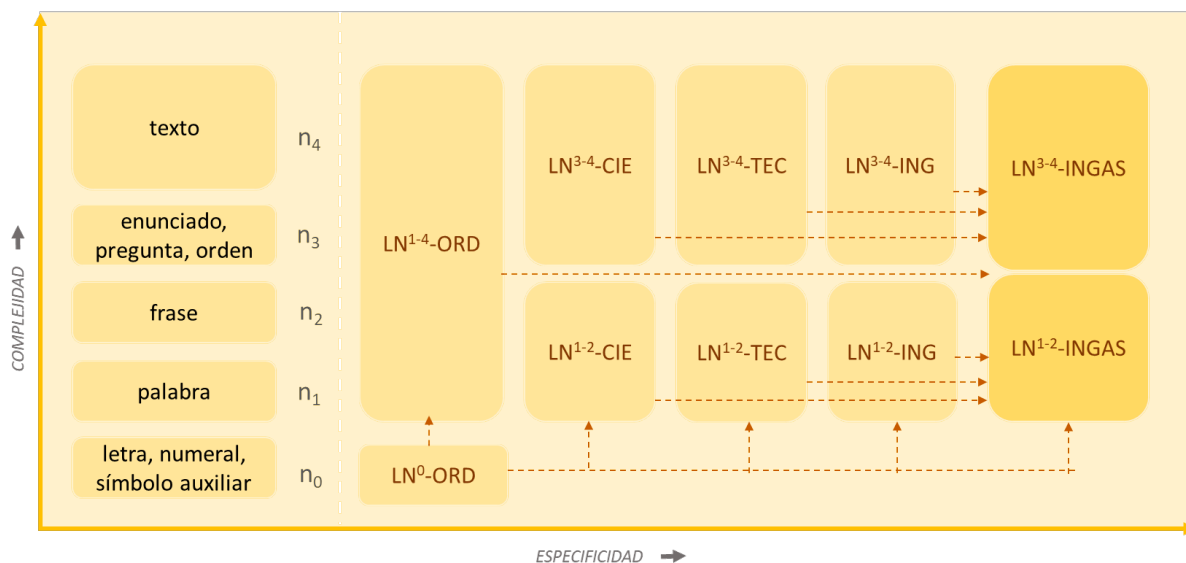 texto
n₄
enunciado,
pregunta, orden
n₃
frase
n₂
palabra
n₁
letra, numeral,
símbolo auxiliar
n₀
LN¹⁻⁴-ORD
LN⁰-ORD
LN³⁻⁴-CIE
LN³⁻⁴-TEC
LN³⁻⁴-ING
LN³⁻⁴-INGAS
LN¹⁻²-CIE
LN¹⁻²-TEC
LN¹⁻²-ING
LN¹⁻²-INGAS
COMPLEJIDAD
ESPECIFICIDAD